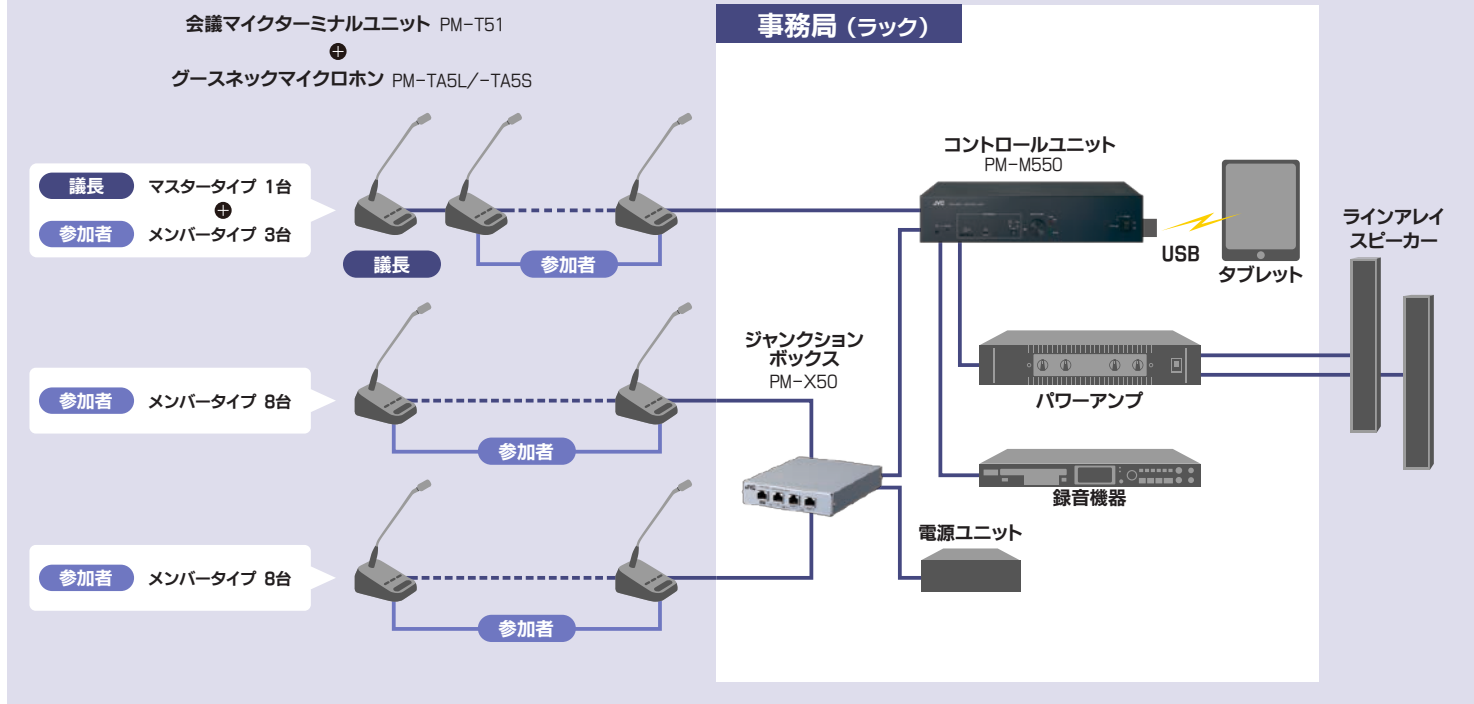 会議マイクターミナルユニット PM-T51
+
グースネックマイクロホン PM-TA5L/-TA5S
事務局(ラック)
議長 マスタータイプ 1台
+
参加者 メンバータイプ 3台
議長
参加者
コントロールユニット
PM-M550
JVC
USB
タブレット
ラインアレイ
スピーカー
参加者 メンバータイプ 8台
参加者
ジャンクション
ボックス
PM-X50
JVC
パワーアンプ
録音機器
電源ユニット
参加者 メンバータイプ 8台
参加者